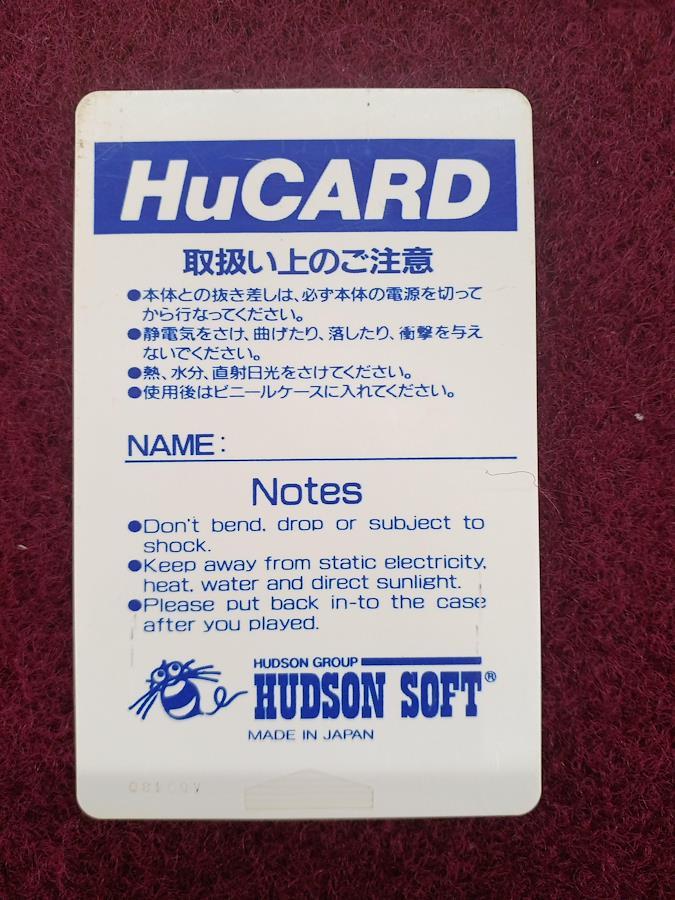 HuCARD
取扱い上のご注意
●本体との抜き差しは、必ず本体の電源を切って
から行なってください。
●静電気をさけ、曲げたり、落したり、衝撃を与え
ないでください。
●熱、水分、直射日光をさけてください。
●使用後はビニールケースに入れてください。
NAME:
Notes
●Don't bend, drop or subject to
shock.
●Keep away from static electricity,
heat, water and direct sunlight.
●Please put back in-to the case
after you played.
HUDSON GROUP
HUDSON SOFT®
MADE IN JAPAN